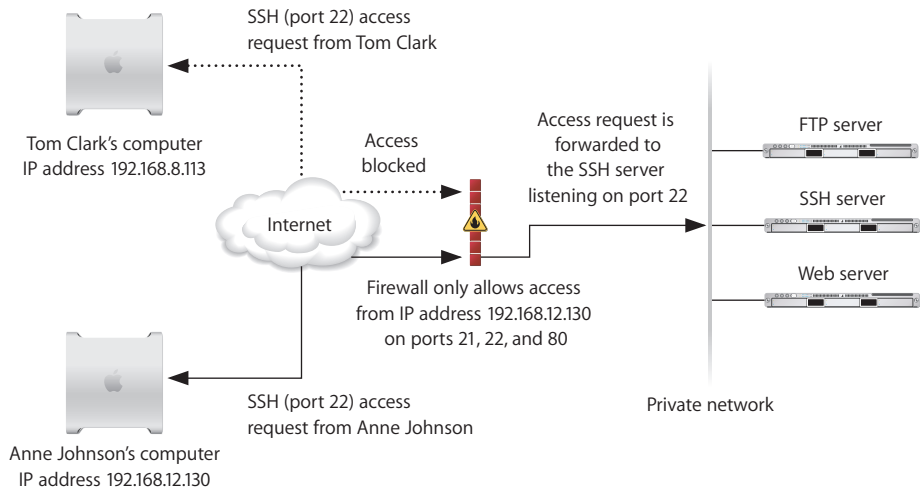 SSH (port 22) access
request from Tom Clark
Tom Clark's computer
IP address 192.168.8.113
Access
blocked
Internet
Access request is
forwarded to
the SSH server
listening on port 22
FTP server
SSH server
Web server
Firewall only allows access
from IP address 192.168.12.130
on ports 21, 22, and 80
Private network
SSH (port 22) access
request from Anne Johnson
Anne Johnson's computer
IP address 192.168.12.130